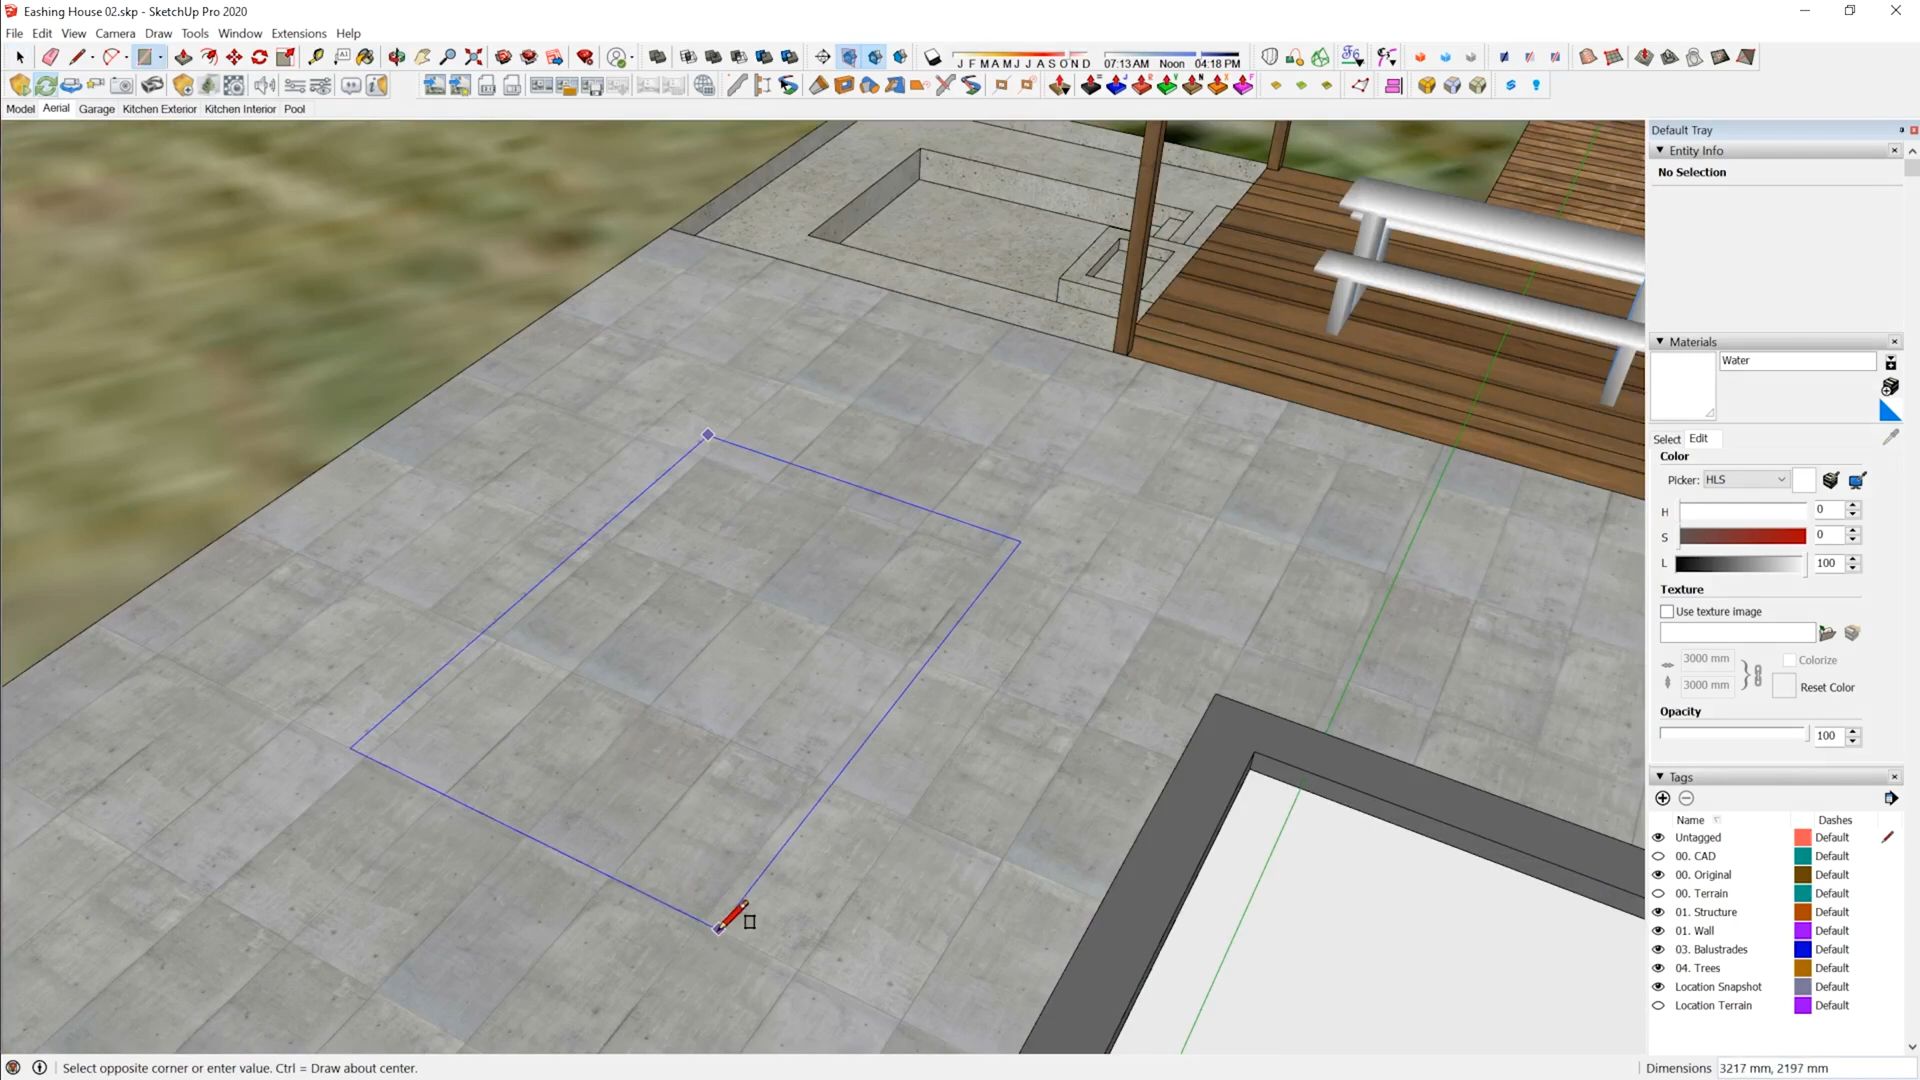 Eashing House 02.skp - SketchUp Pro 2020
File Edit View Camera Draw Tools Window Extensions Help
J F M A M J J A S O N D 07:13 AM Noon 04:18 PM
Model Aerial Garage Kitchen Exterior Kitchen Interior Pool
Default Tray
Entity Info
No Selection
Materials
Water
Select Edit
Color
Picker: HLS
H 0
S 0
L 100
Texture
Use texture image
3000 mm
Colorize
3000 mm
Reset Color
Opacity
100
Tags
Name Dashes
Untagged Default
00. CAD Default
00. Original Default
00. Terrain Default
01. Structure Default
01. Wall Default
03. Balustrades Default
04. Trees Default
Location Snapshot Default
Location Terrain Default
Select opposite corner or enter value. Ctrl = Draw about center.
Dimensions 3217 mm, 2197 mm